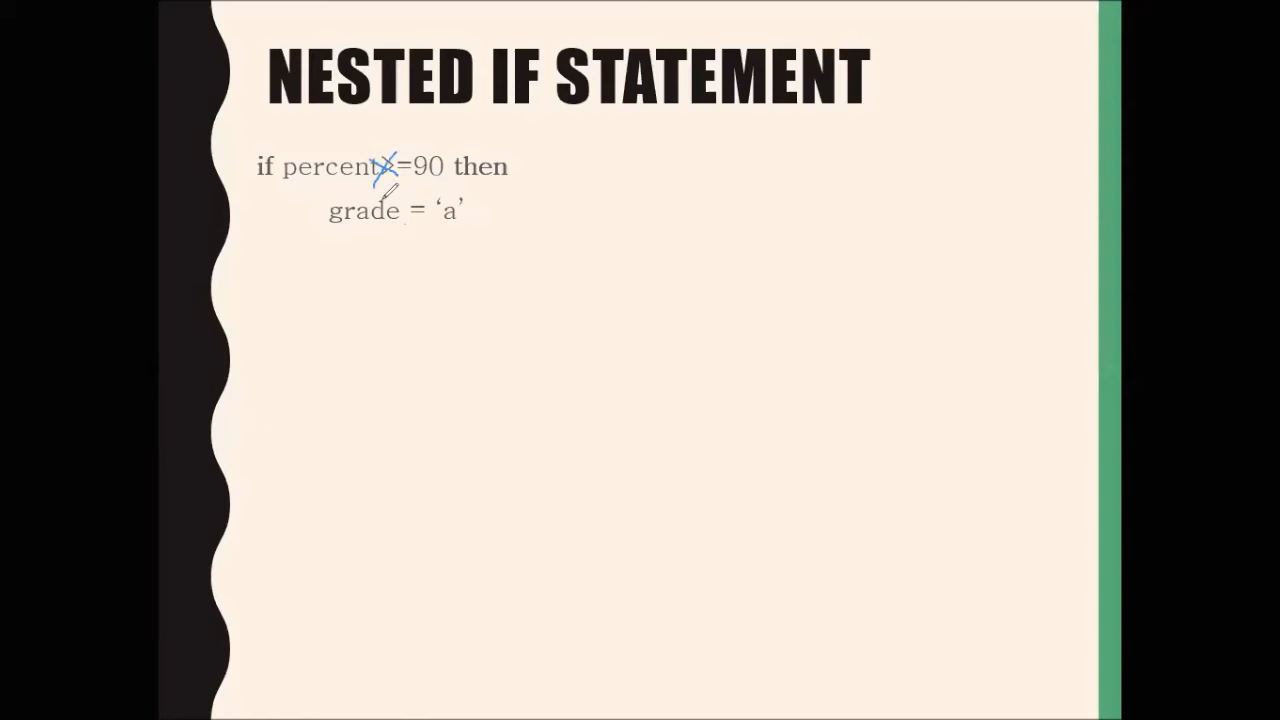 NESTED IF STATEMENT
if percent>=90 then
grade = ‘a’